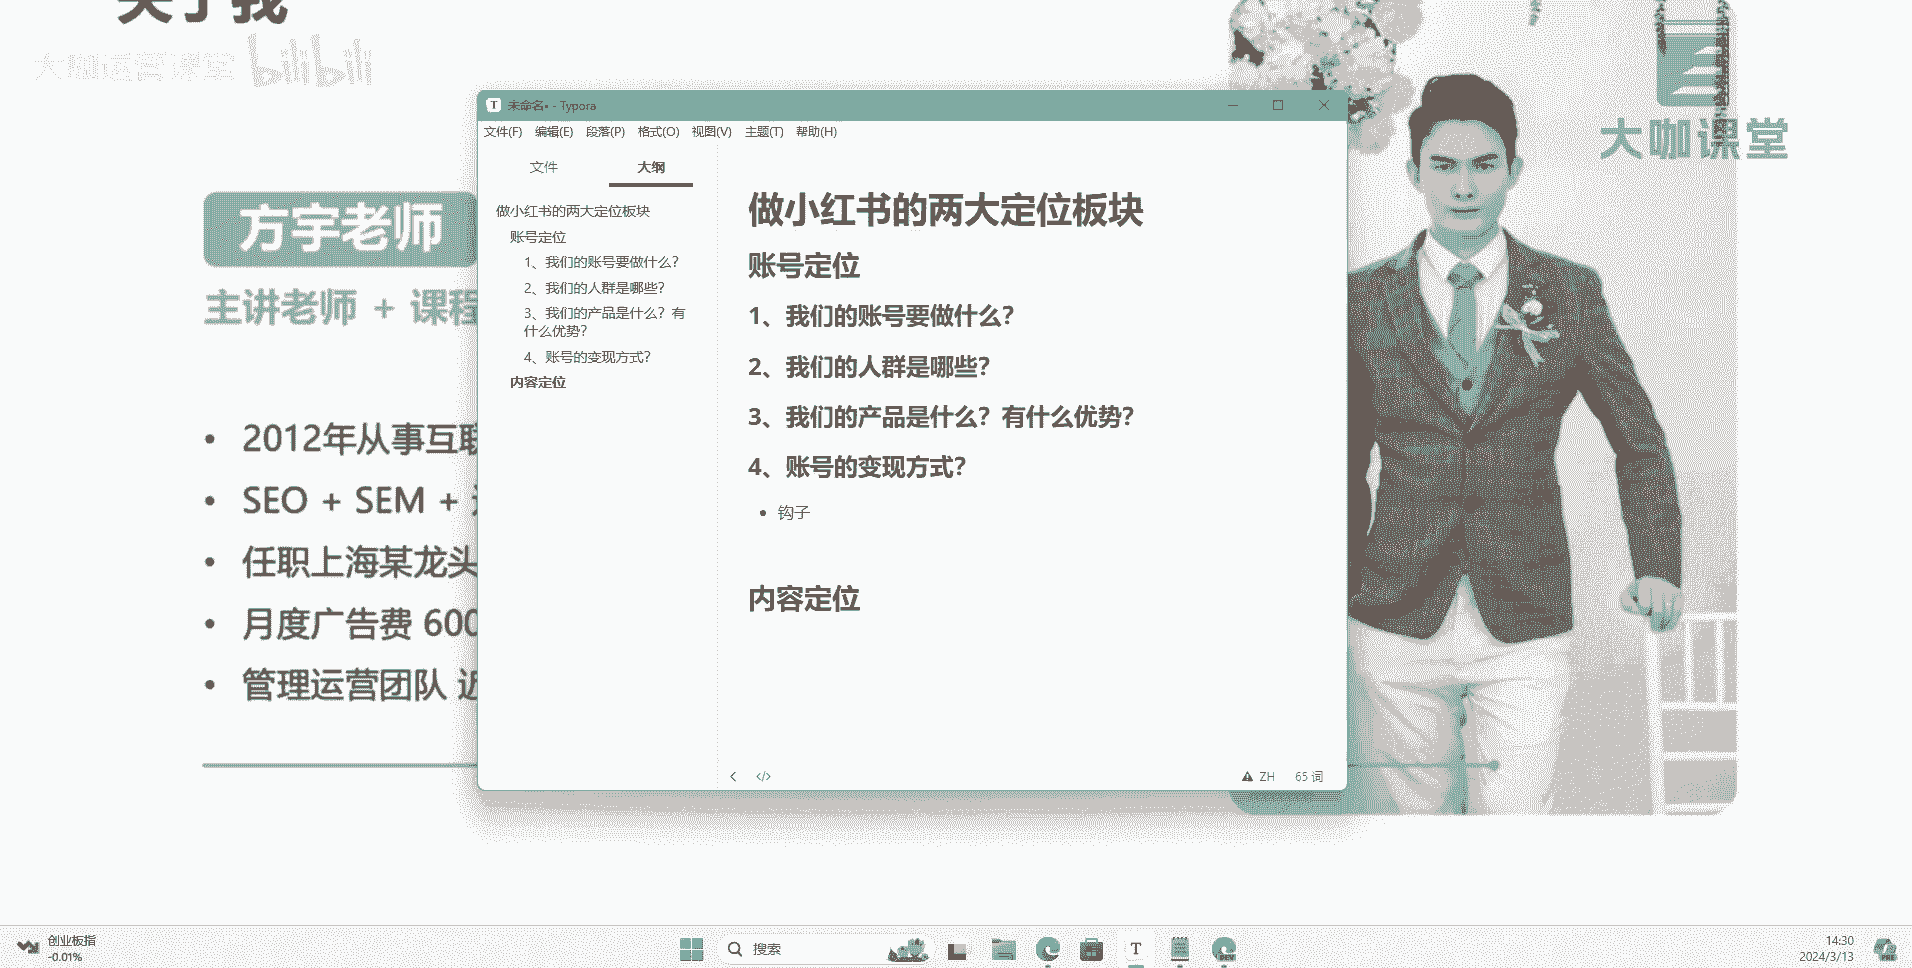 关于我
大咖运营课堂 bilibili
大咖课堂
方宇老师
主讲老师 + 课程
2012年从事互联
SEO + SEM +
任职上海某龙头
月度广告费 600
管理运营团队 近
未命名• - Typora
文件(F) 编辑(E) 段落(P) 格式(O) 视图(V) 主题(T) 帮助(H)
文件 大纲
做小红书的两大定位板块
账号定位
1、我们的账号要做什么?
2、我们的人群是哪些?
3、我们的产品是什么? 有
什么优势?
4、账号的变现方式?
内容定位
做小红书的两大定位板块
账号定位
1、我们的账号要做什么?
2、我们的人群是哪些?
3、我们的产品是什么? 有什么优势?
4、账号的变现方式?
钩子
内容定位
</> ZH 65 词
创业板指
-0.01%
搜索
T
DEV
14:30
2024/3/13
PRE